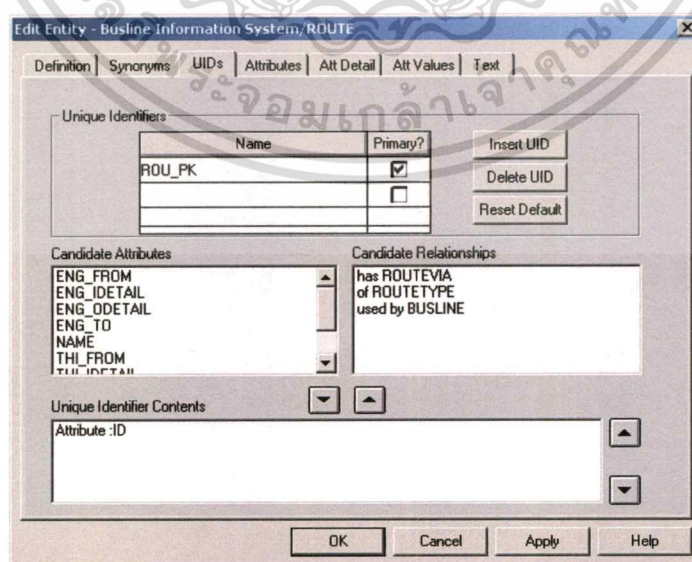 Edit Entity - Busline Information System/ROUTE
Definition Synonyms UIDs Attributes Att Detail Att Values Text
Unique Identifiers
Name Primary?
ROU_PK
Insert UID
Delete UID
Reset Default
Candidate Attributes
ENG_FROM
ENG_IDETAIL
ENG_ODETAIL
ENG_TO
NAME
THI_FROM
THI_IDETAIL
Candidate Relationships
has ROUTEVIA
of ROUTETYPE
used by BUSLINE
Unique Identifier Contents
Attribute :ID
OK Cancel Apply Help